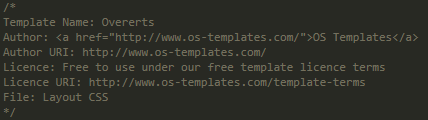 /*
Template Name: Overerts
Author: <a href="http://www.os-templates.com/">OS Templates</a>
Author URI: http://www.os-templates.com/
Licence: Free to use under our free template licence terms
Licence URI: http://www.os-templates.com/template-terms
File: Layout CSS
*/